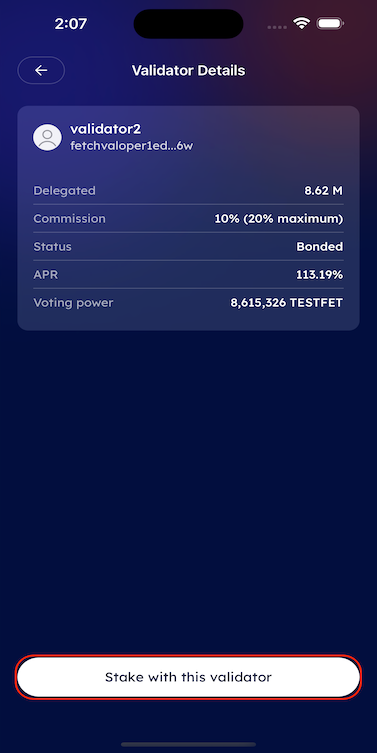 2:07
Validator Details
validator2
fetchvaloper1ed...6w
Delegated 8.62 M
Commission 10% (20% maximum)
Status Bonded
APR 113.19%
Voting power 8,615,326 TESTFET
Stake with this validator